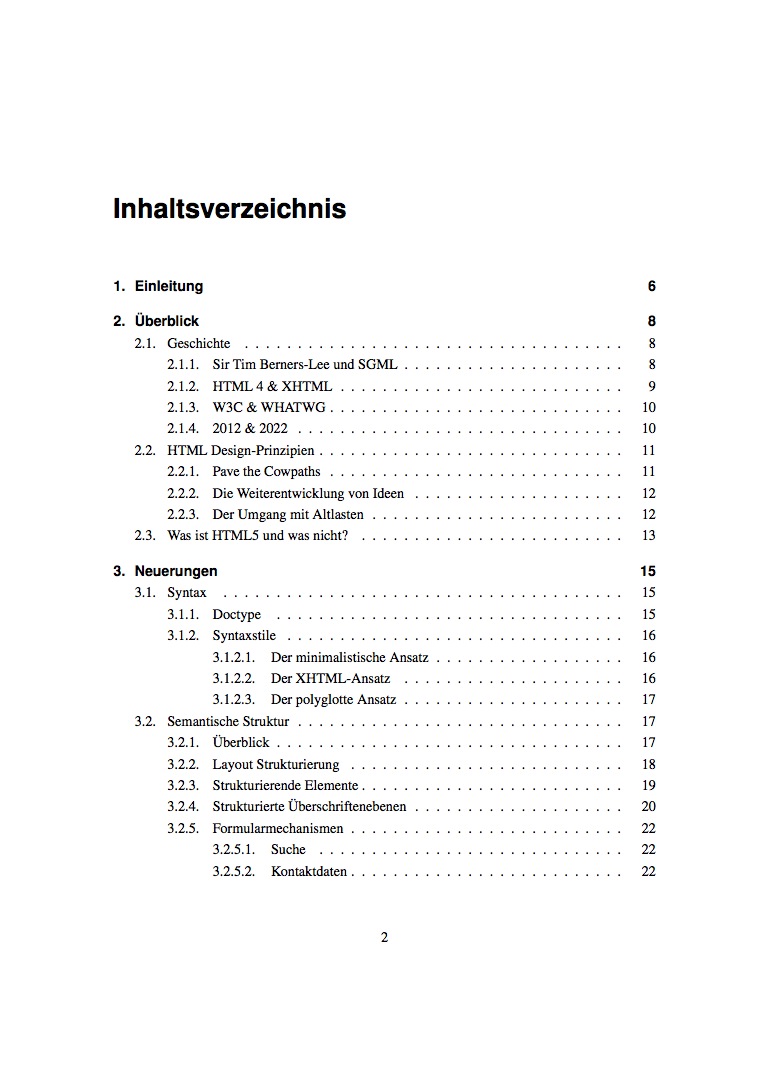 Inhaltsverzeichnis
1. Einleitung 6
2. Überblick 8
2.1. Geschichte . . . . . . . . . . . . . . . . . . . . . . . . . . . . . . . . . . . . 8
2.1.1. Sir Tim Berners-Lee und SGML . . . . . . . . . . . . . . . . . . . . . 8
2.1.2. HTML 4 & XHTML . . . . . . . . . . . . . . . . . . . . . . . . . . . 9
2.1.3. W3C & WHATWG . . . . . . . . . . . . . . . . . . . . . . . . . . . . 10
2.1.4. 2012 & 2022 . . . . . . . . . . . . . . . . . . . . . . . . . . . . . . . 10
2.2. HTML Design-Prinzipien . . . . . . . . . . . . . . . . . . . . . . . . . . . . . 11
2.2.1. Pave the Cowpaths . . . . . . . . . . . . . . . . . . . . . . . . . . . . 11
2.2.2. Die Weiterentwicklung von Ideen . . . . . . . . . . . . . . . . . . . . 12
2.2.3. Der Umgang mit Altlasten . . . . . . . . . . . . . . . . . . . . . . . . 12
2.3. Was ist HTML5 und was nicht? . . . . . . . . . . . . . . . . . . . . . . . . . 13
3. Neuerungen 15
3.1. Syntax . . . . . . . . . . . . . . . . . . . . . . . . . . . . . . . . . . . . . . 15
3.1.1. Doctype . . . . . . . . . . . . . . . . . . . . . . . . . . . . . . . . . 15
3.1.2. Syntaxstile . . . . . . . . . . . . . . . . . . . . . . . . . . . . . . . . 16
3.1.2.1. Der minimalistische Ansatz . . . . . . . . . . . . . . . . . . 16
3.1.2.2. Der XHTML-Ansatz . . . . . . . . . . . . . . . . . . . . . 16
3.1.2.3. Der polyglotte Ansatz . . . . . . . . . . . . . . . . . . . . . 17
3.2. Semantische Struktur . . . . . . . . . . . . . . . . . . . . . . . . . . . . . . . 17
3.2.1. Überblick . . . . . . . . . . . . . . . . . . . . . . . . . . . . . . . . . 17
3.2.2. Layout Strukturierung . . . . . . . . . . . . . . . . . . . . . . . . . . 18
3.2.3. Strukturierende Elemente . . . . . . . . . . . . . . . . . . . . . . . . . 19
3.2.4. Strukturierte Überschriftenebenen . . . . . . . . . . . . . . . . . . . . 20
3.2.5. Formularmechanismen . . . . . . . . . . . . . . . . . . . . . . . . . . 22
3.2.5.1. Suche . . . . . . . . . . . . . . . . . . . . . . . . . . . . . 22
3.2.5.2. Kontaktdaten . . . . . . . . . . . . . . . . . . . . . . . . . . 22
2